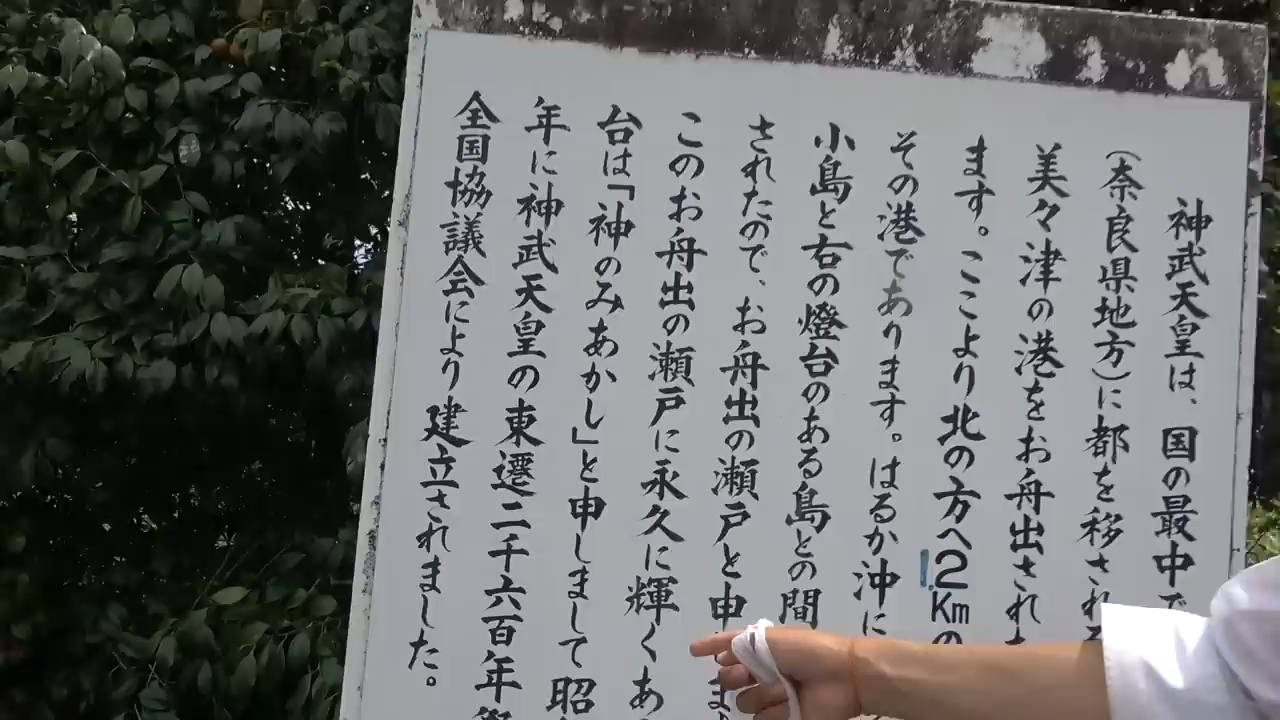 神武天皇は、国の最中で
(奈良県地方)に都を移され
美々津の港をお舟出され
ます。ここより北の方へ1.2Kmの
その港であります。はるか沖に
小島と右の燈台のある島との間
されたので、お舟出の瀬戸と申
このお舟出の瀬戸に永久に輝くあ
台は「神のみあかし」と申しまして昭
年に神武天皇の東遷二千六百年
全国協議会により建立されました。